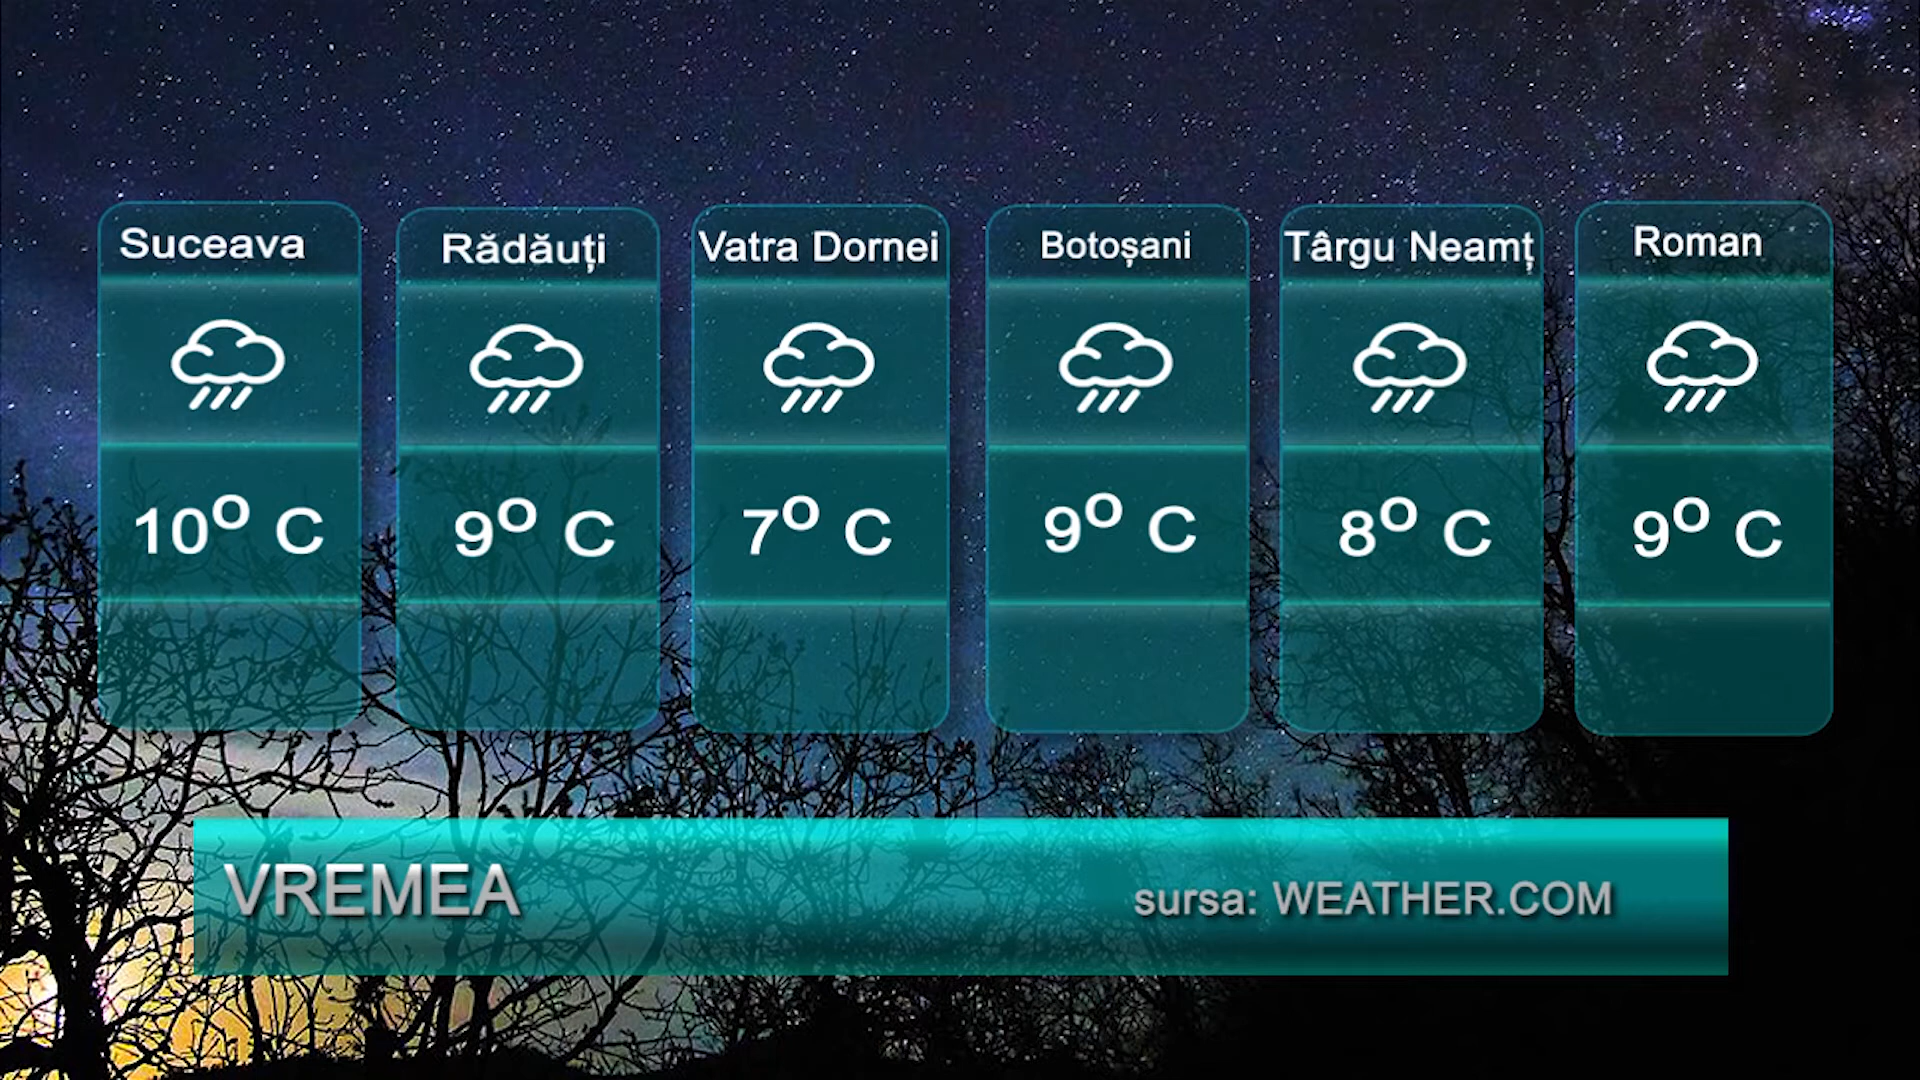 Suceava
Rădăuți
Vatra Dornei
Botoșani
Târgu Neamț
Roman
10º C
9º C
7º C
9º C
8º C
9º C
VREMEA
sursa: WEATHER.COM